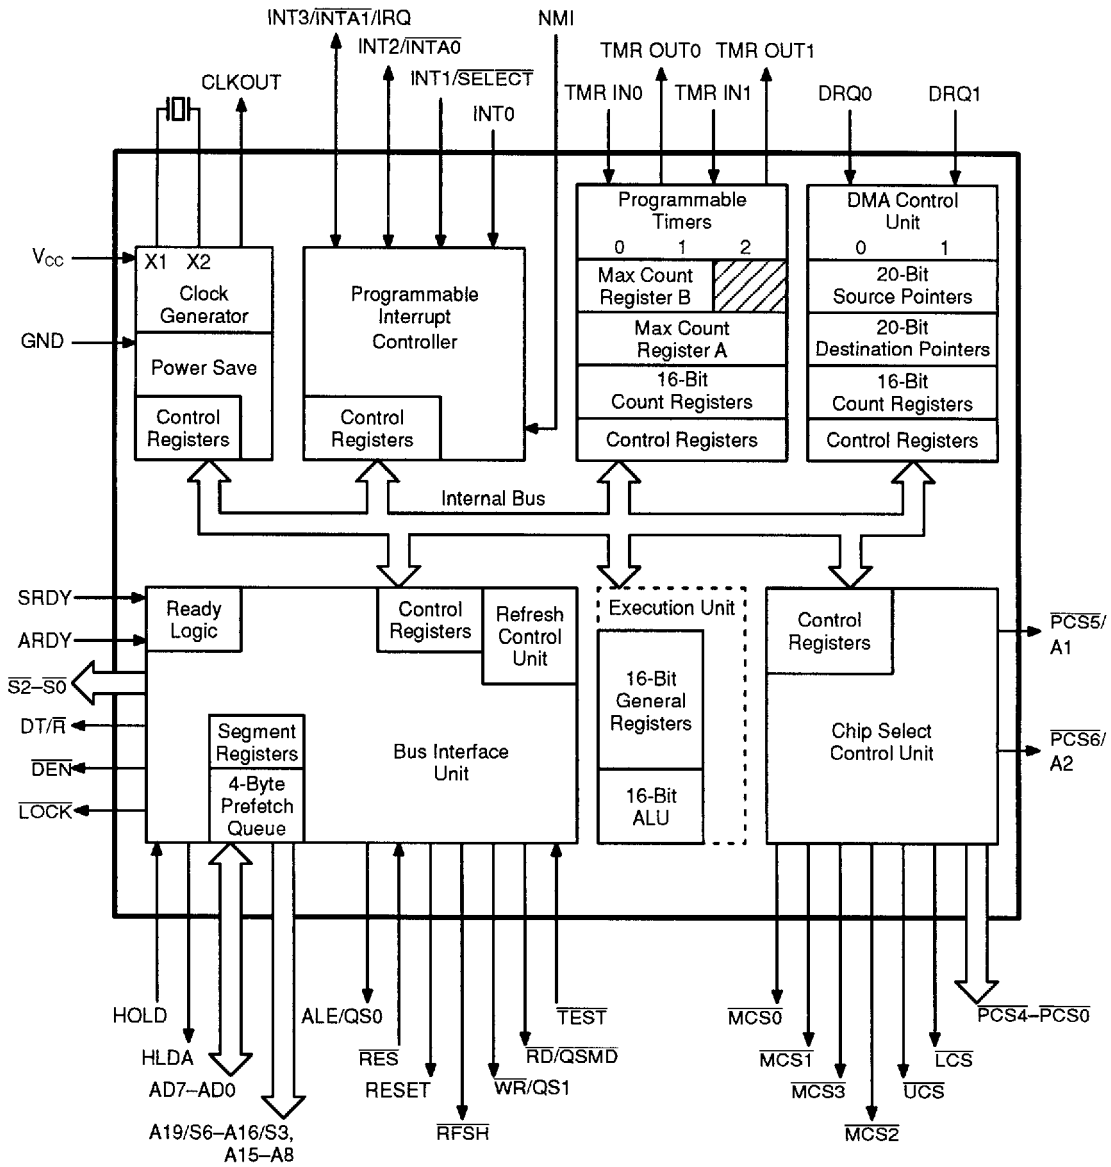 INT3/INTA1/IRQ
NMI
INT2/INTA0
TMR OUT0
TMR OUT1
INT1/SELECT
CLKOUT
TMR IN0
TMR IN1
DRQ0
DRQ1
INT0
VCC
GND
X1 X2
Clock
Generator
Power Save
Control
Registers
Programmable
Interrupt
Controller
Control
Registers
Programmable
Timers
0 1 2
Max Count
Register B
Max Count
Register A
16-Bit
Count Registers
Control Registers
DMA Control
Unit
0 1
20-Bit
Source Pointers
20-Bit
Destination Pointers
16-Bit
Count Registers
Control Registers
Internal Bus
SRDY
ARDY
S2–S0
DT/R
DEN
LOCK
Ready
Logic
Control
Registers
Refresh
Control
Unit
Segment
Registers
4-Byte
Prefetch
Queue
Bus Interface
Unit
Execution Unit
16-Bit
General
Registers
16-Bit
ALU
Control
Registers
Chip Select
Control Unit
PCS5/
A1
PCS6/
A2
HOLD
HLDA
AD7–AD0
A19/S6–A16/S3,
A15–A8
ALE/QS0
RES
RESET
RFSH
WR/QS1
RD/QSMD
TEST
MCS0
MCS1
MCS3
MCS2
UCS
LCS
PCS4–PCS0